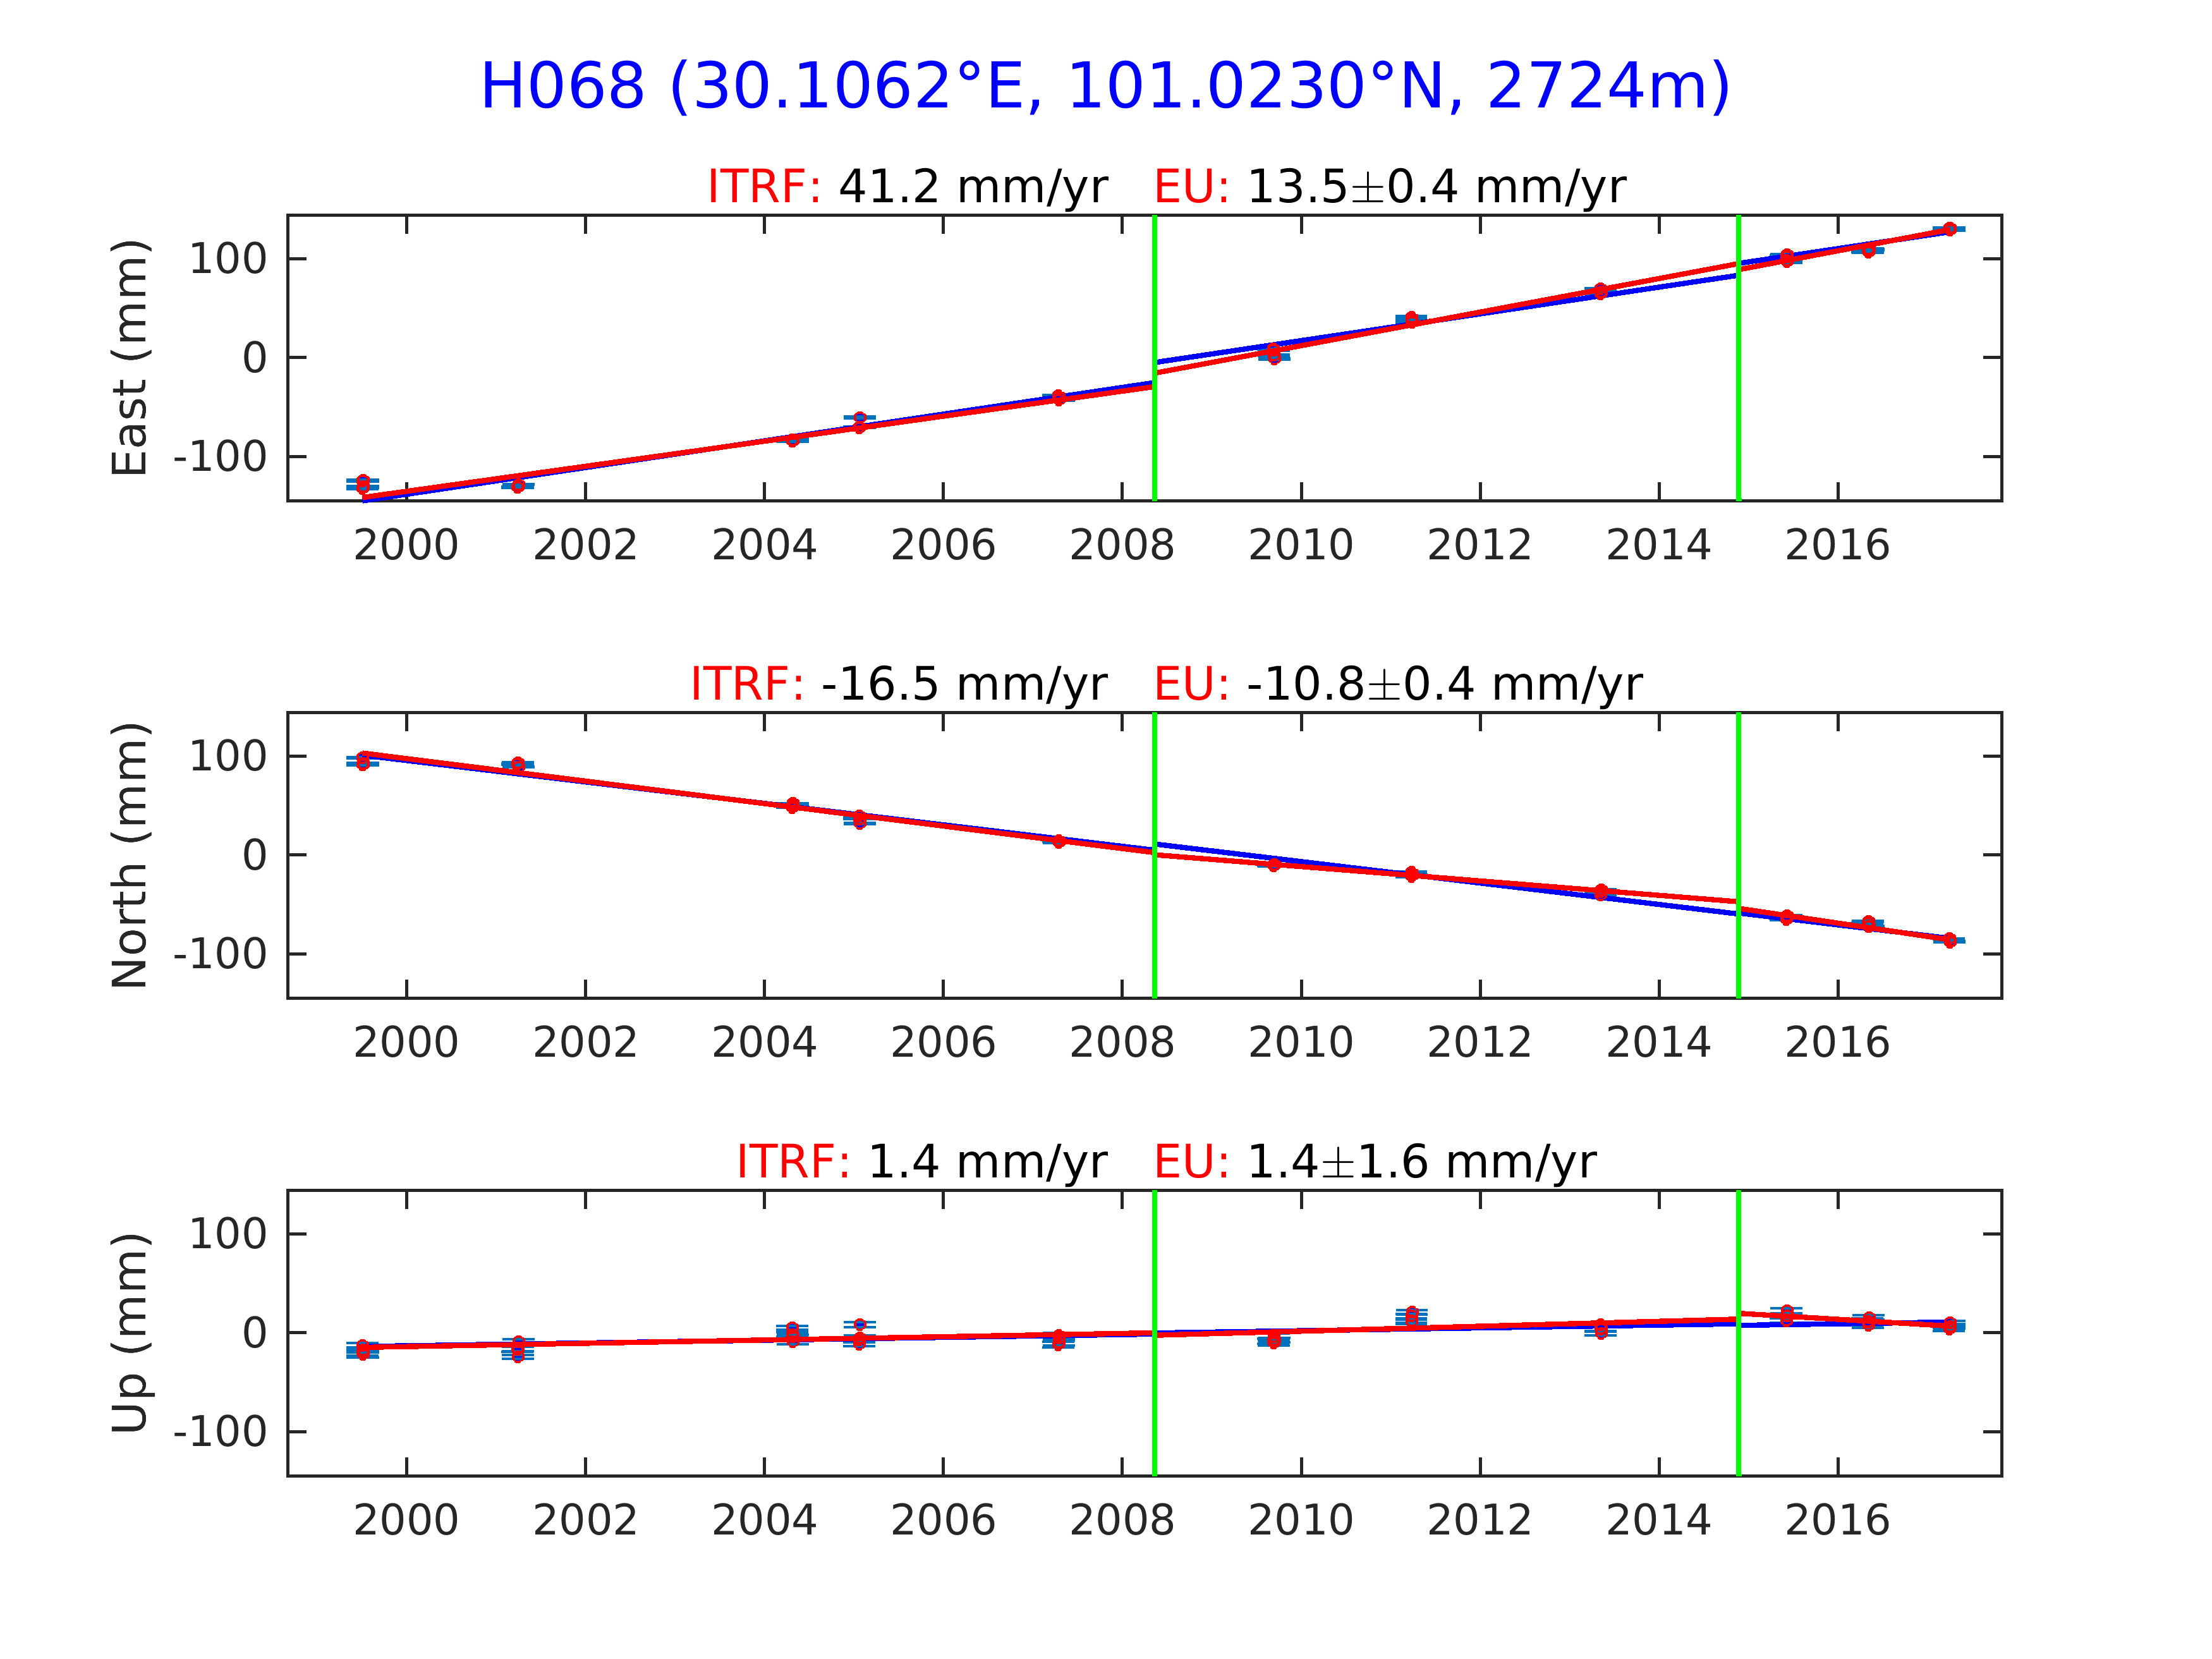 H068 (30.1062°E, 101.0230°N, 2724m)
ITRF: 41.2 mm/yr EU: 13.5±0.4 mm/yr
East (mm)
100
0
-100
2000 2002 2004 2006 2008 2010 2012 2014 2016
ITRF: -16.5 mm/yr EU: -10.8±0.4 mm/yr
North (mm)
100
0
-100
2000 2002 2004 2006 2008 2010 2012 2014 2016
ITRF: 1.4 mm/yr EU: 1.4±1.6 mm/yr
Up (mm)
100
0
-100
2000 2002 2004 2006 2008 2010 2012 2014 2016